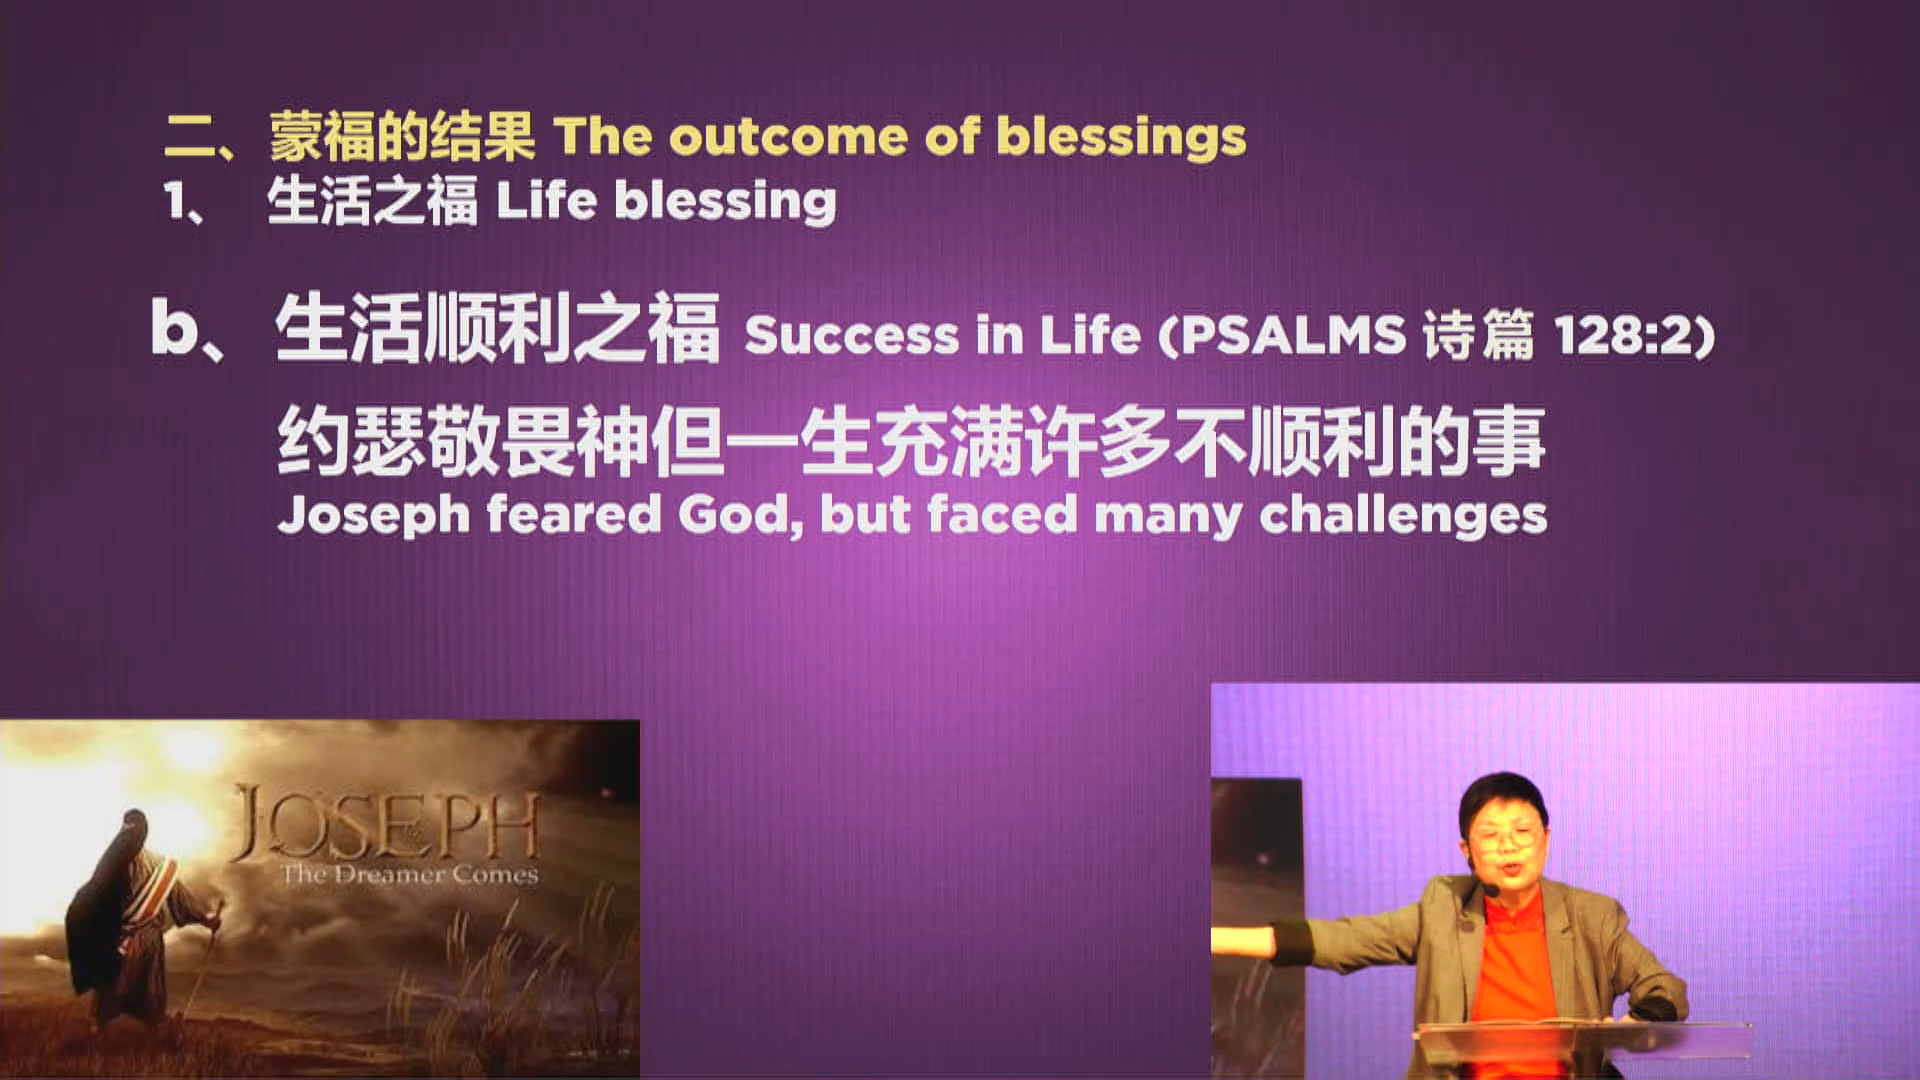 二、蒙福的结果 The outcome of blessings
1、 生活之福 Life blessing
b、生活顺利之福 Success in Life (PSALMS 诗篇 128:2)
约瑟敬畏神但一生充满许多不顺利的事
Joseph feared God, but faced many challenges
JOSEPH
The Dreamer Comes